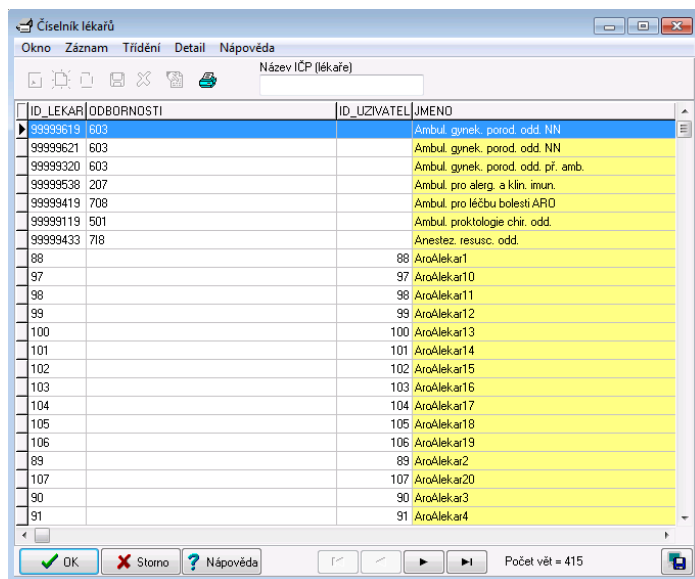 Číselník lékařů
Okno Záznam Třídění Detail Nápověda
Název IČP (lékaře)
ID_LEKAR ODBORNOSTI ID_UZIVATEL JMENO
99999619 603 Ambul. gynek. porod. odd. NN
99999621 603 Ambul. gynek. porod. odd. NN
99999320 603 Ambul. gynek. porod. odd. př. amb.
99999538 207 Ambul. pro alerg. a klin. imun.
99999419 708 Ambul. pro léčbu bolesti ARO
99999119 501 Ambul. proktologie chir. odd.
99999433 7I8 Anestez. resusc. odd.
88 88 AroAlekar1
97 97 AroAlekar10
98 98 AroAlekar11
99 99 AroAlekar12
100 100 AroAlekar13
101 101 AroAlekar14
102 102 AroAlekar15
103 103 AroAlekar16
104 104 AroAlekar17
105 105 AroAlekar18
106 106 AroAlekar19
89 89 AroAlekar2
107 107 AroAlekar20
90 90 AroAlekar3
91 91 AroAlekar4
OK Storno Nápověda Počet vět = 415